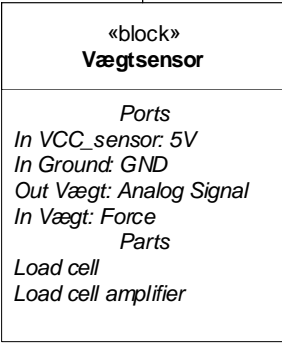 «block»
Vægtsensor
Ports
In VCC_sensor: 5V
In Ground: GND
Out Vægt: Analog Signal
In Vægt: Force
Parts
Load cell
Load cell amplifier